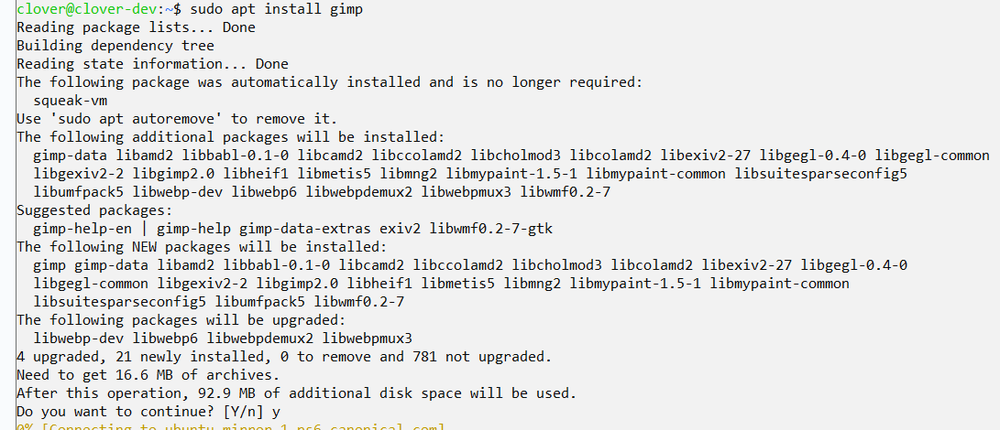 clover@clover-dev:~$ sudo apt install gimp
Reading package lists... Done
Building dependency tree
Reading state information... Done
The following package was automatically installed and is no longer required:
  squeak-vm
Use 'sudo apt autoremove' to remove it.
The following additional packages will be installed:
  gimp-data libamd2 libbabl-0.1-0 libcamd2 libccolamd2 libcholmod3 libcolamd2 libexiv2-27 libgegl-0.4-0 libgegl-common
  libgexiv2-2 libgimp2.0 libheif1 libmetis5 libmng2 libmypaint-1.5-1 libmypaint-common libsuitesparseconfig5
  libumfpack5 libwebp-dev libwebp6 libwebpdemux2 libwebpmux3 libwmf0.2-7
Suggested packages:
  gimp-help-en | gimp-help gimp-data-extras exiv2 libwmf0.2-7-gtk
The following NEW packages will be installed:
  gimp gimp-data libamd2 libbabl-0.1-0 libcamd2 libccolamd2 libcholmod3 libcolamd2 libexiv2-27 libgegl-0.4-0
  libgegl-common libgexiv2-2 libgimp2.0 libheif1 libmetis5 libmng2 libmypaint-1.5-1 libmypaint-common
  libsuitesparseconfig5 libumfpack5 libwmf0.2-7
The following packages will be upgraded:
  libwebp-dev libwebp6 libwebpdemux2 libwebpmux3
4 upgraded, 21 newly installed, 0 to remove and 781 not upgraded.
Need to get 16.6 MB of archives.
After this operation, 92.9 MB of additional disk space will be used.
Do you want to continue? [Y/n] y
0% [Connecting to